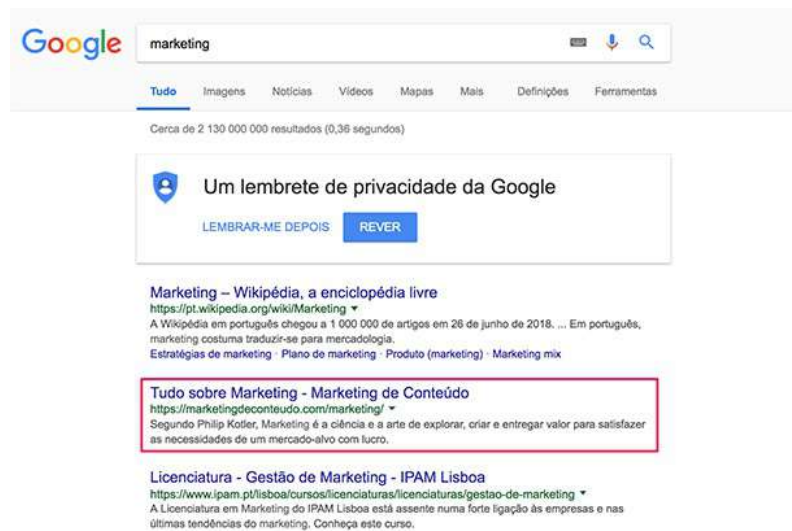 Google marketing
Tudo Imagens Notícias Vídeos Mapas Mais Definições Ferramentas
Cerca de 2 130 000 000 resultados (0,36 segundos)
Um lembrete de privacidade da Google
LEMBRAR-ME DEPOIS REVER
Marketing – Wikipédia, a enciclopédia livre
https://pt.wikipedia.org/wiki/Marketing
A Wikipédia em português chegou a 1 000 000 de artigos em 26 de junho de 2018. ... Em português,
marketing costuma traduzir-se para mercadologia.
Estratégias de marketing · Plano de marketing · Produto (marketing) · Marketing mix
Tudo sobre Marketing - Marketing de Conteúdo
https://marketingdeconteudo.com/marketing/
Segundo Philip Kotler, Marketing é a ciência e a arte de explorar, criar e entregar valor para satisfazer
as necessidades de um mercado-alvo com lucro.
Licenciatura - Gestão de Marketing - IPAM Lisboa
https://www.ipam.pt/lisboa/cursos/licenciaturas/licenciaturas/gestao-de-marketing
A Licenciatura em Marketing do IPAM Lisboa está assente numa forte ligação às empresas e nas
últimas tendências do marketing. Conheça este curso.